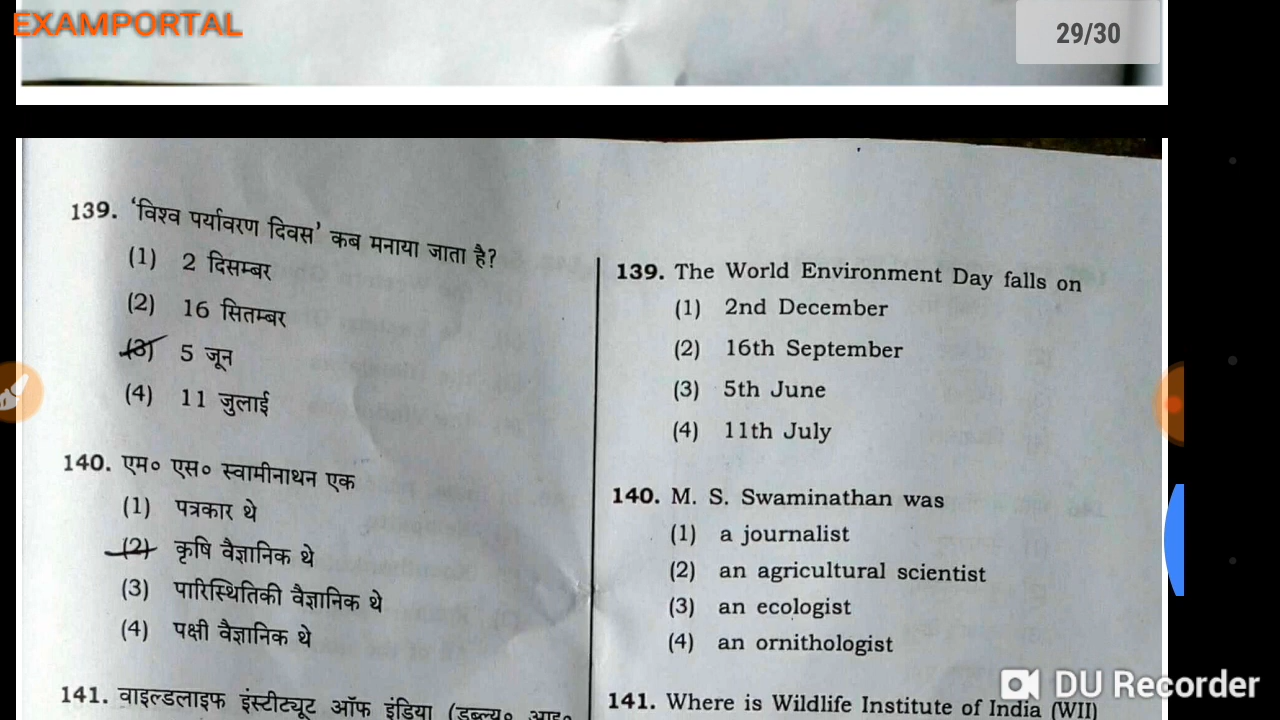 EXAMPORTAL
29/30
139. ‘विश्व पर्यावरण दिवस’ कब मनाया जाता है?
(1) 2 दिसम्बर
(2) 16 सितम्बर
(3) 5 जून
(4) 11 जुलाई
140. एम० एस० स्वामीनाथन एक
(1) पत्रकार थे
(2) कृषि वैज्ञानिक थे
(3) पारिस्थितिकी वैज्ञानिक थे
(4) पक्षी वैज्ञानिक थे
141. वाइल्डलाइफ इंस्टीट्यूट ऑफ इंडिया (डब्ल्यू० आइ०
139. The World Environment Day falls on
(1) 2nd December
(2) 16th September
(3) 5th June
(4) 11th July
140. M. S. Swaminathan was
(1) a journalist
(2) an agricultural scientist
(3) an ecologist
(4) an ornithologist
141. Where is Wildlife Institute of India (WII)
DU Recorder